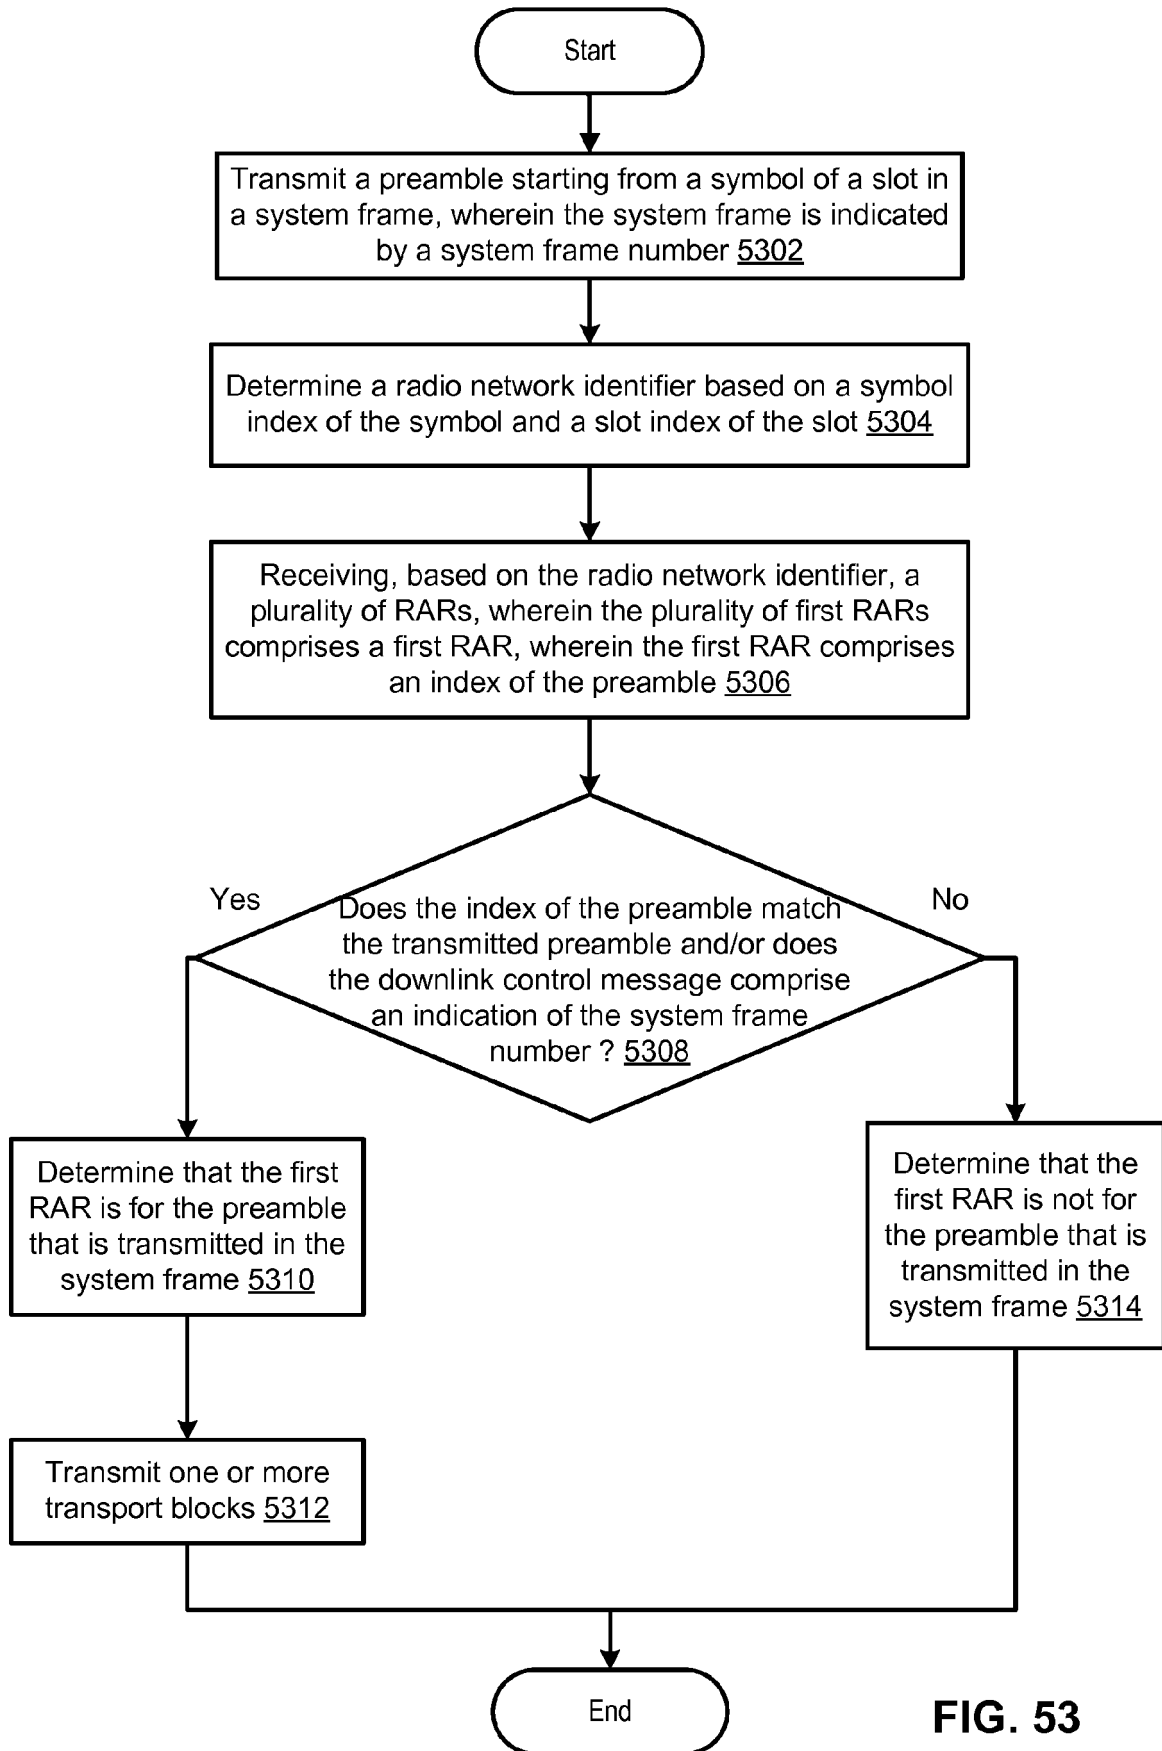 Start
Transmit a preamble starting from a symbol of a slot in
a system frame, wherein the system frame is indicated
by a system frame number 5302
Determine a radio network identifier based on a symbol
index of the symbol and a slot index of the slot 5304
Receiving, based on the radio network identifier, a
plurality of RARs, wherein the plurality of first RARs
comprises a first RAR, wherein the first RAR comprises
an index of the preamble 5306
Yes
No
Does the index of the preamble match
the transmitted preamble and/or does
the downlink control message comprise
an indication of the system frame
number ? 5308
Determine that the first
RAR is for the preamble
that is transmitted in the
system frame 5310
Determine that the
first RAR is not for
the preamble that is
transmitted in the
system frame 5314
Transmit one or more
transport blocks 5312
End
FIG. 53